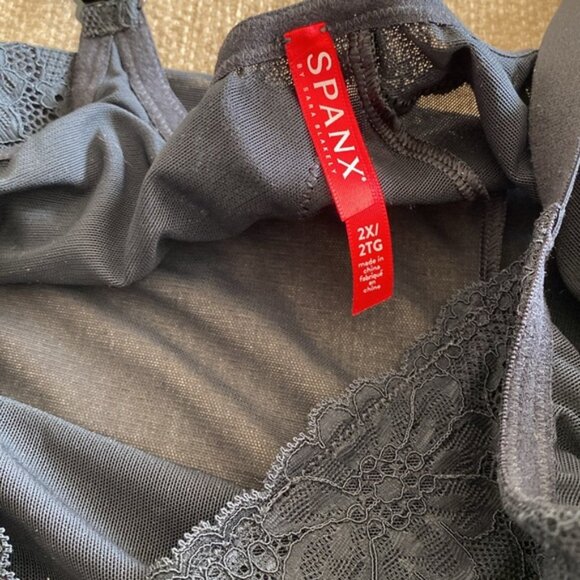 SPANX®
BY SARA BLAKELY
2X/
2TG
made in
china
fabriqué
en
chine